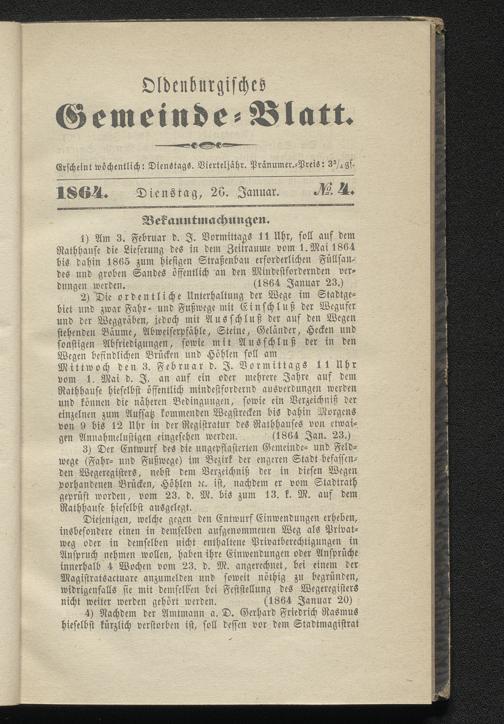 Oldenburgisches
Gemeinde-Blatt.
Erscheint wöchentlich: Dienstags. Vierteljähr. Pränumer.-Preis: 3¾ gs.
1864. Dienstag, 26. Januar. №. 4.
Bekanntmachungen.
1) Am 3. Februar d. J. Vormittags 11 Uhr, soll auf dem
Rathhause die Lieferung des in dem Zeitraume vom 1. Mai 1864
bis dahin 1865 zum hiesigen Straßenbau erforderlichen Füllsan-
des und groben Sandes öffentlich an den Mindestfordernden ver-
dungen werden. (1864 Januar 23.)
2) Die ordentliche Unterhaltung der Wege im Stadtge-
biet und zwar Fahr- und Fußwege mit Einschluß der Wegufer
und der Weggräben, jedoch mit Ausschluß der auf den Wegen
stehenden Bäume, Abweiserpfähle, Steine, Geländer, Hecken und
sonstigen Abfriedigungen, sowie mit Ausschluß der in den
Wegen befindlichen Brücken und Höhlen soll am
Mittwoch den 3. Februar d. J. Vormittags 11 Uhr
vom 1. Mai d. J. an auf ein oder mehrere Jahre auf dem
Rathhause hieselbst öffentlich mindestfordernd ausverdungen werden
und können die näheren Bedingungen, sowie ein Verzeichniß der
einzelnen zum Aufsatz kommenden Wegstrecken bis dahin Morgens
von 9 bis 12 Uhr in der Registratur des Rathhauses von etwai-
gen Annahmelustigen eingesehen werden. (1864 Jan. 23.)
3) Der Entwurf des die ungepflasterten Gemeinde- und Feld-
wege (Fahr- und Fußwege) im Bezirk der engeren Stadt befassen-
den Wegeregisters, nebst dem Verzeichniß der in diesen Wegen
vorhandenen Brücken, Höhlen ꝛc. ist, nachdem er vom Stadtrath
geprüft worden, vom 23. d. M. bis zum 13. k. M. auf dem
Rathhause hieselbst ausgelegt.
Diejenigen, welche gegen den Entwurf Einwendungen erheben,
insbesondere einen in demselben aufgenommenen Weg als Privat-
weg oder in demselben nicht enthaltene Privatberechtigungen in
Anspruch nehmen wollen, haben ihre Einwendungen oder Ansprüche
innerhalb 4 Wochen vom 23. d. M. angerechnet, bei einem der
Magistratsactuare anzumelden und soweit nöthig zu begründen,
widrigenfalls sie mit demselben bei Feststellung des Wegeregisters
nicht weiter werden gehört werden. (1864 Januar 20)
4) Nachdem der Amtmann a. D. Gerhard Friedrich Rasmus
hieselbst kürzlich verstorben ist, soll dessen vor dem Stadtmagistrat